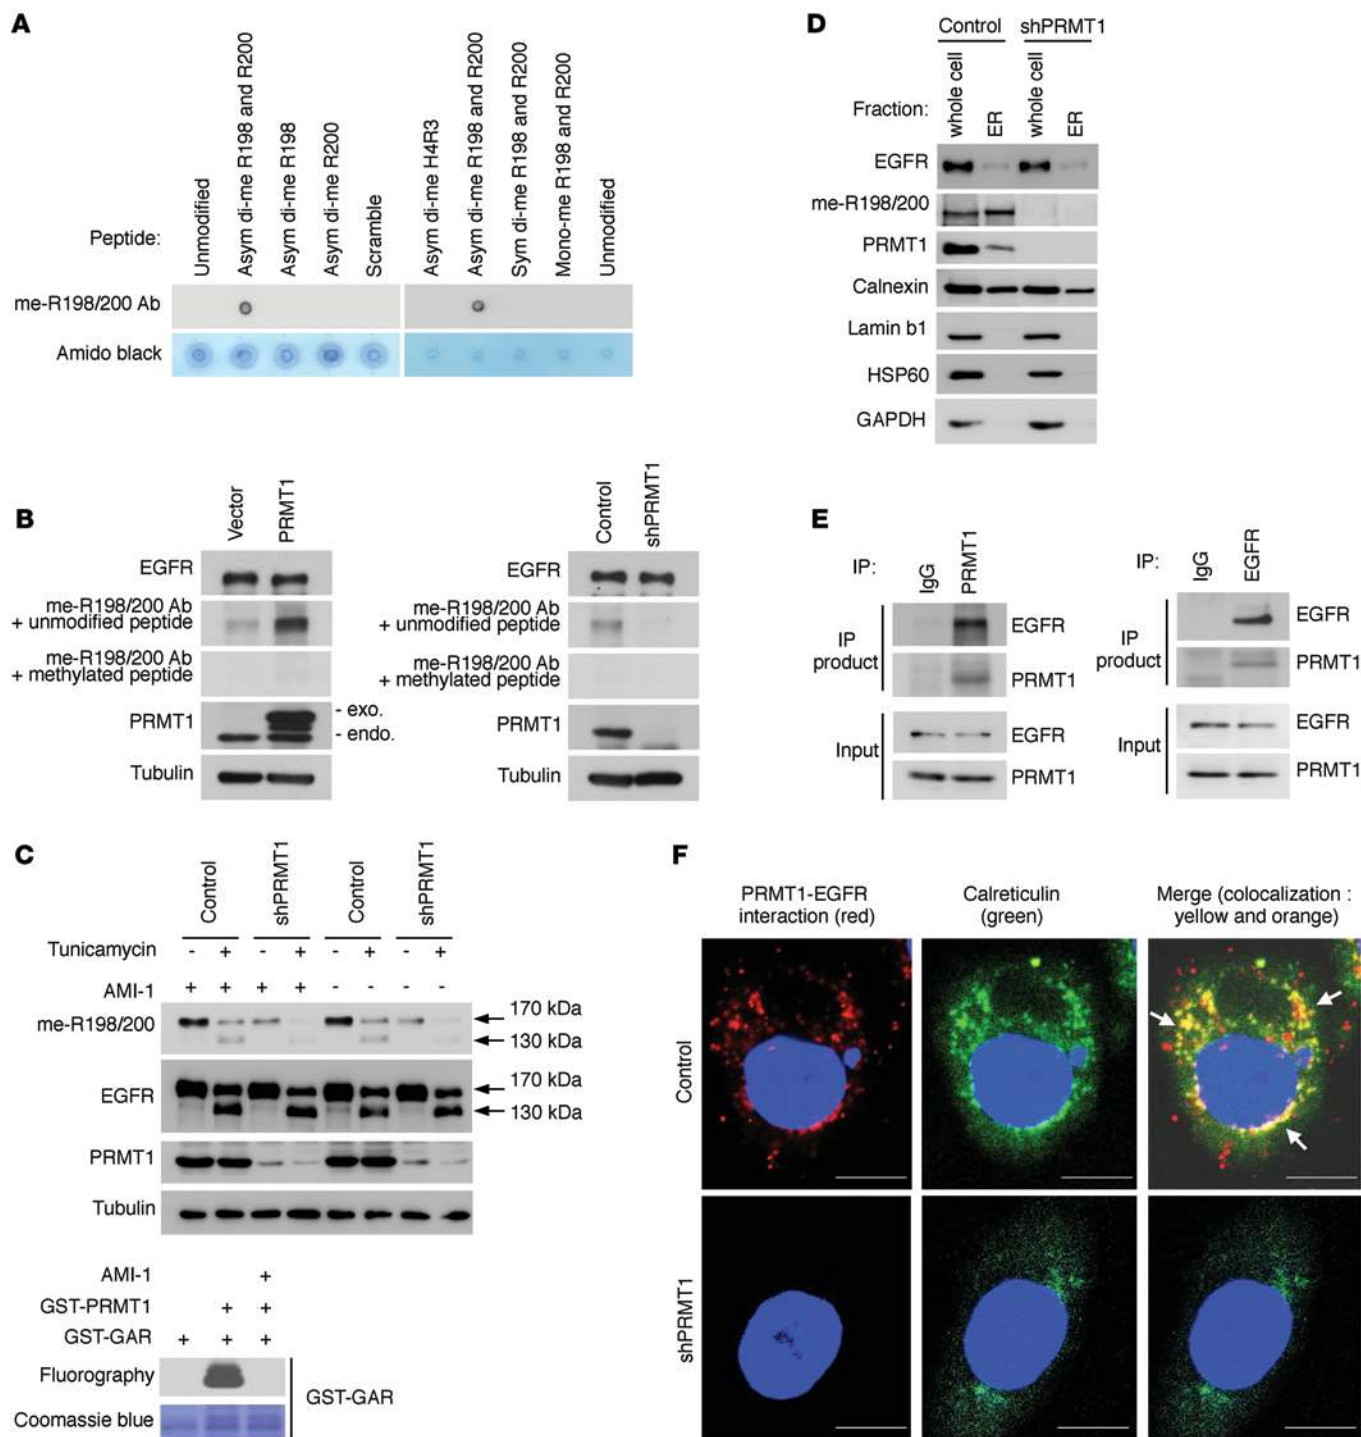 A
Peptide:
Unmodified
Asym di-me R198 and R200
Asym di-me R198
Asym di-me R200
Scramble
Asym di-me H4R3
Asym di-me R198 and R200
Sym di-me R198 and R200
Mono-me R198 and R200
Unmodified
me-R198/200 Ab
Amido black
B
Vector
PRMT1
EGFR
me-R198/200 Ab
+ unmodified peptide
me-R198/200 Ab
+ methylated peptide
PRMT1
- exo.
- endo.
Tubulin
Control
shPRMT1
EGFR
me-R198/200 Ab
+ unmodified peptide
me-R198/200 Ab
+ methylated peptide
PRMT1
Tubulin
C
Control
shPRMT1
Control
shPRMT1
Tunicamycin - + - + - + - +
AMI-1 + + + + - - - -
me-R198/200
170 kDa
130 kDa
EGFR
170 kDa
130 kDa
PRMT1
Tubulin
AMI-1 +
GST-PRMT1 + +
GST-GAR + + +
Fluorography
Coomassie blue
GST-GAR
D
Control shPRMT1
Fraction:
whole cell
ER
whole cell
ER
EGFR
me-R198/200
PRMT1
Calnexin
Lamin b1
HSP60
GAPDH
E
IP:
IgG
PRMT1
IP
product
EGFR
PRMT1
Input
EGFR
PRMT1
IP:
IgG
EGFR
IP
product
EGFR
PRMT1
Input
EGFR
PRMT1
F
PRMT1-EGFR
interaction (red)
Calreticulin
(green)
Merge (colocalization :
yellow and orange)
Control
shPRMT1